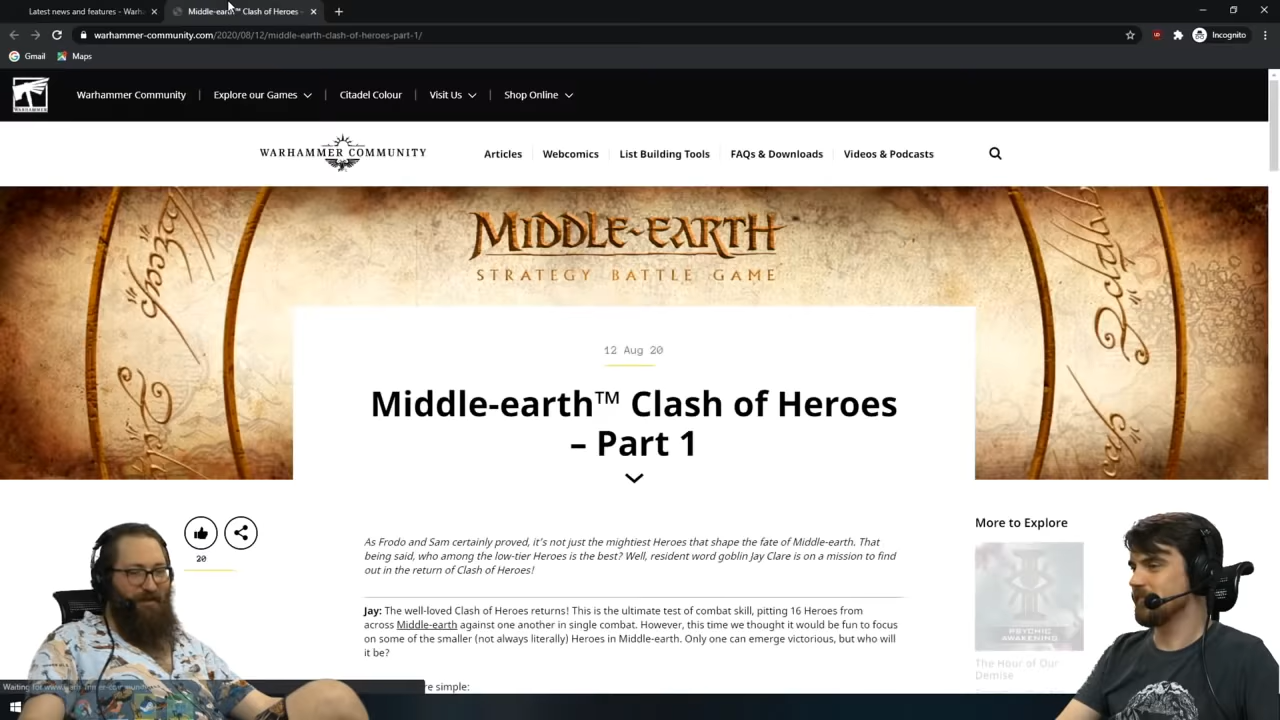 Latest news and features - Warh
Middle-earth™ Clash of Heroes -
warhammer-community.com/2020/08/12/middle-earth-clash-of-heroes-part-1/
Incognito
Gmail
Maps
Warhammer Community
Explore our Games
Citadel Colour
Visit Us
Shop Online
WARHAMMER COMMUNITY
Articles
Webcomics
List Building Tools
FAQs & Downloads
Videos & Podcasts
MIDDLE-EARTH
STRATEGY BATTLE GAME
12 Aug 20
Middle-earth™ Clash of Heroes
– Part 1
20
As Frodo and Sam certainly proved, it's not just the mightiest Heroes that shape the fate of Middle-earth. That
being said, who among the low-tier Heroes is the best? Well, resident word goblin Jay Clare is on a mission to find
out in the return of Clash of Heroes!
Jay: The well-loved Clash of Heroes returns! This is the ultimate test of combat skill, pitting 16 Heroes from
across Middle-earth against one another in single combat. However, this time we thought it would be fun to focus
on some of the smaller (not always literally) Heroes in Middle-earth. Only one can emerge victorious, but who will
it be?
re simple:
More to Explore
PSYCHIC
AWAKENING
The Hour of Our
Demise
Waiting for